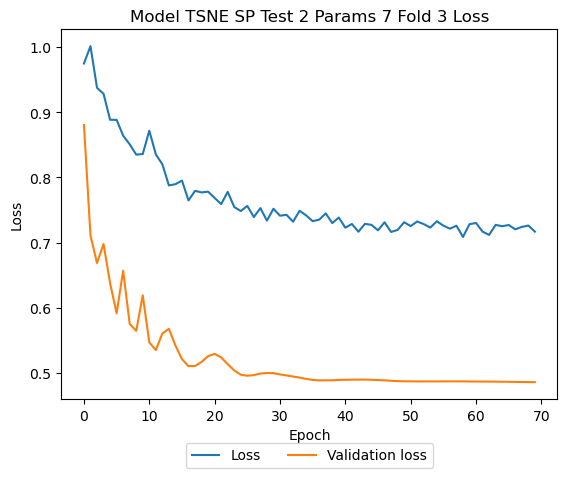 Model TSNE SP Test 2 Params 7 Fold 3 Loss
1.0
0.9
0.8
0.7
0.6
0.5
Loss
0 10 20 30 40 50 60 70
Epoch
Loss Validation loss